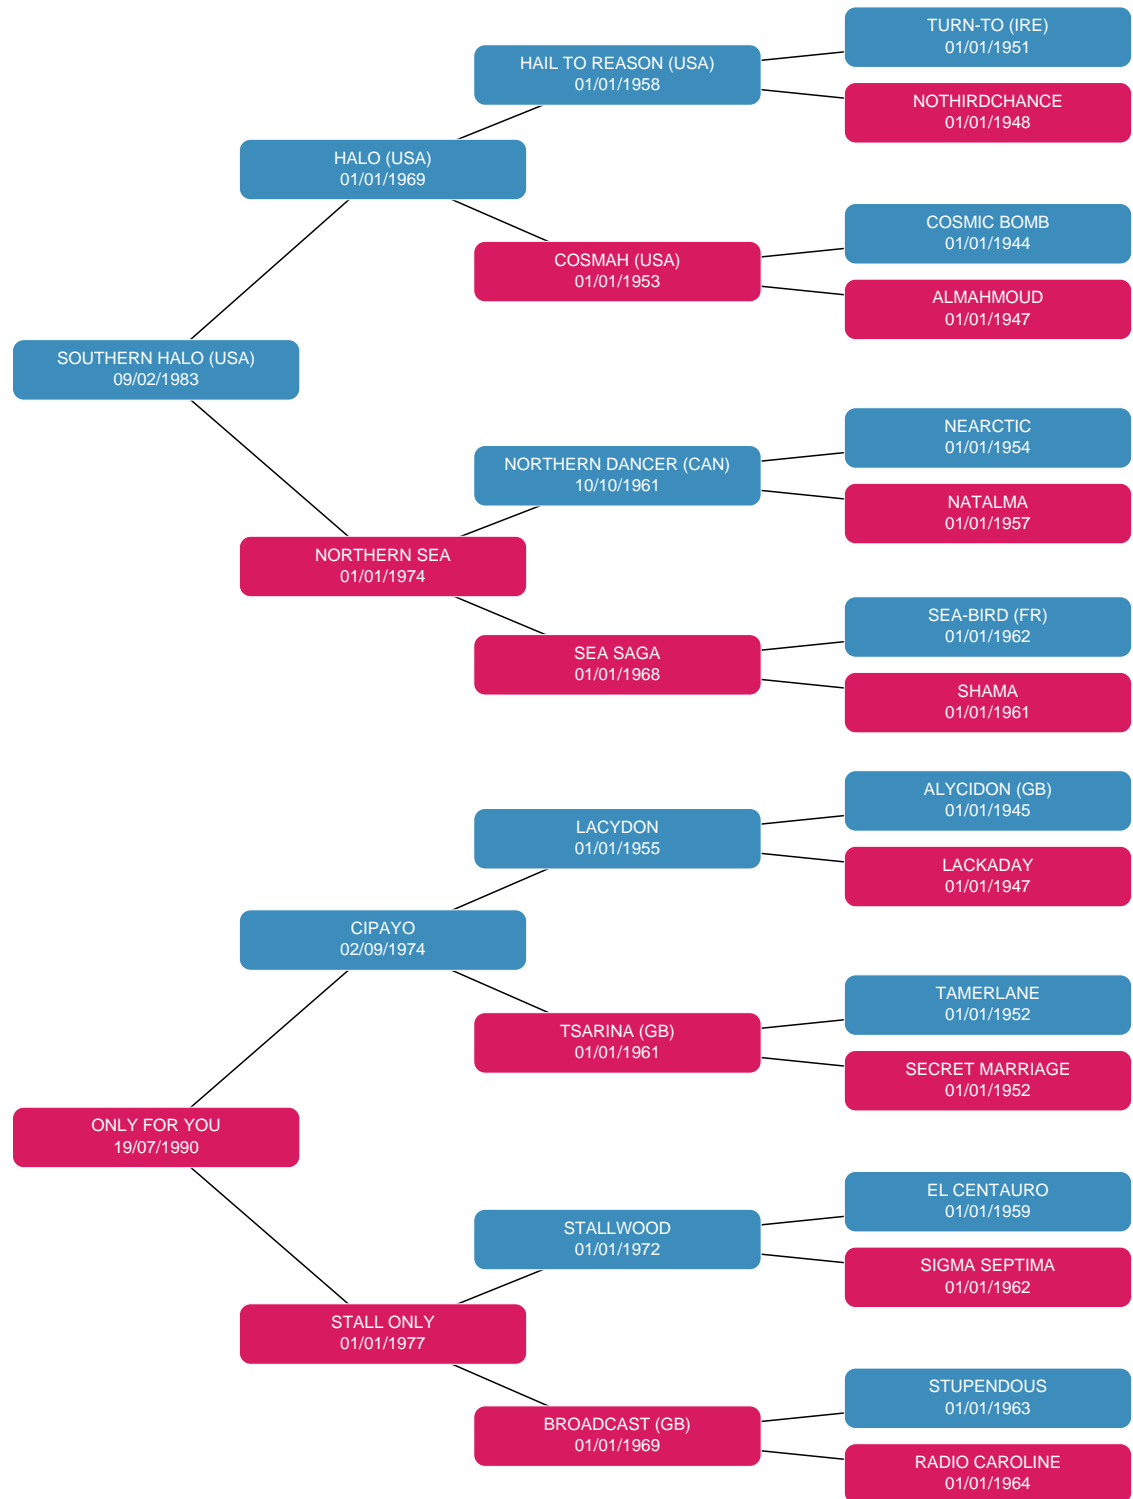 TURN-TO (IRE)
01/01/1951
HAIL TO REASON (USA)
01/01/1958
NOTHIRDCHANCE
01/01/1948
HALO (USA)
01/01/1969
COSMIC BOMB
01/01/1944
COSMAH (USA)
01/01/1953
ALMAHMOUD
01/01/1947
SOUTHERN HALO (USA)
09/02/1983
NEARCTIC
01/01/1954
NORTHERN DANCER (CAN)
10/10/1961
NATALMA
01/01/1957
NORTHERN SEA
01/01/1974
SEA-BIRD (FR)
01/01/1962
SEA SAGA
01/01/1968
SHAMA
01/01/1961
ALYCIDON (GB)
01/01/1945
LACYDON
01/01/1955
LACKADAY
01/01/1947
CIPAYO
02/09/1974
TAMERLANE
01/01/1952
TSARINA (GB)
01/01/1961
SECRET MARRIAGE
01/01/1952
ONLY FOR YOU
19/07/1990
EL CENTAURO
01/01/1959
STALLWOOD
01/01/1972
SIGMA SEPTIMA
01/01/1962
STALL ONLY
01/01/1977
STUPENDOUS
01/01/1963
BROADCAST (GB)
01/01/1969
RADIO CAROLINE
01/01/1964